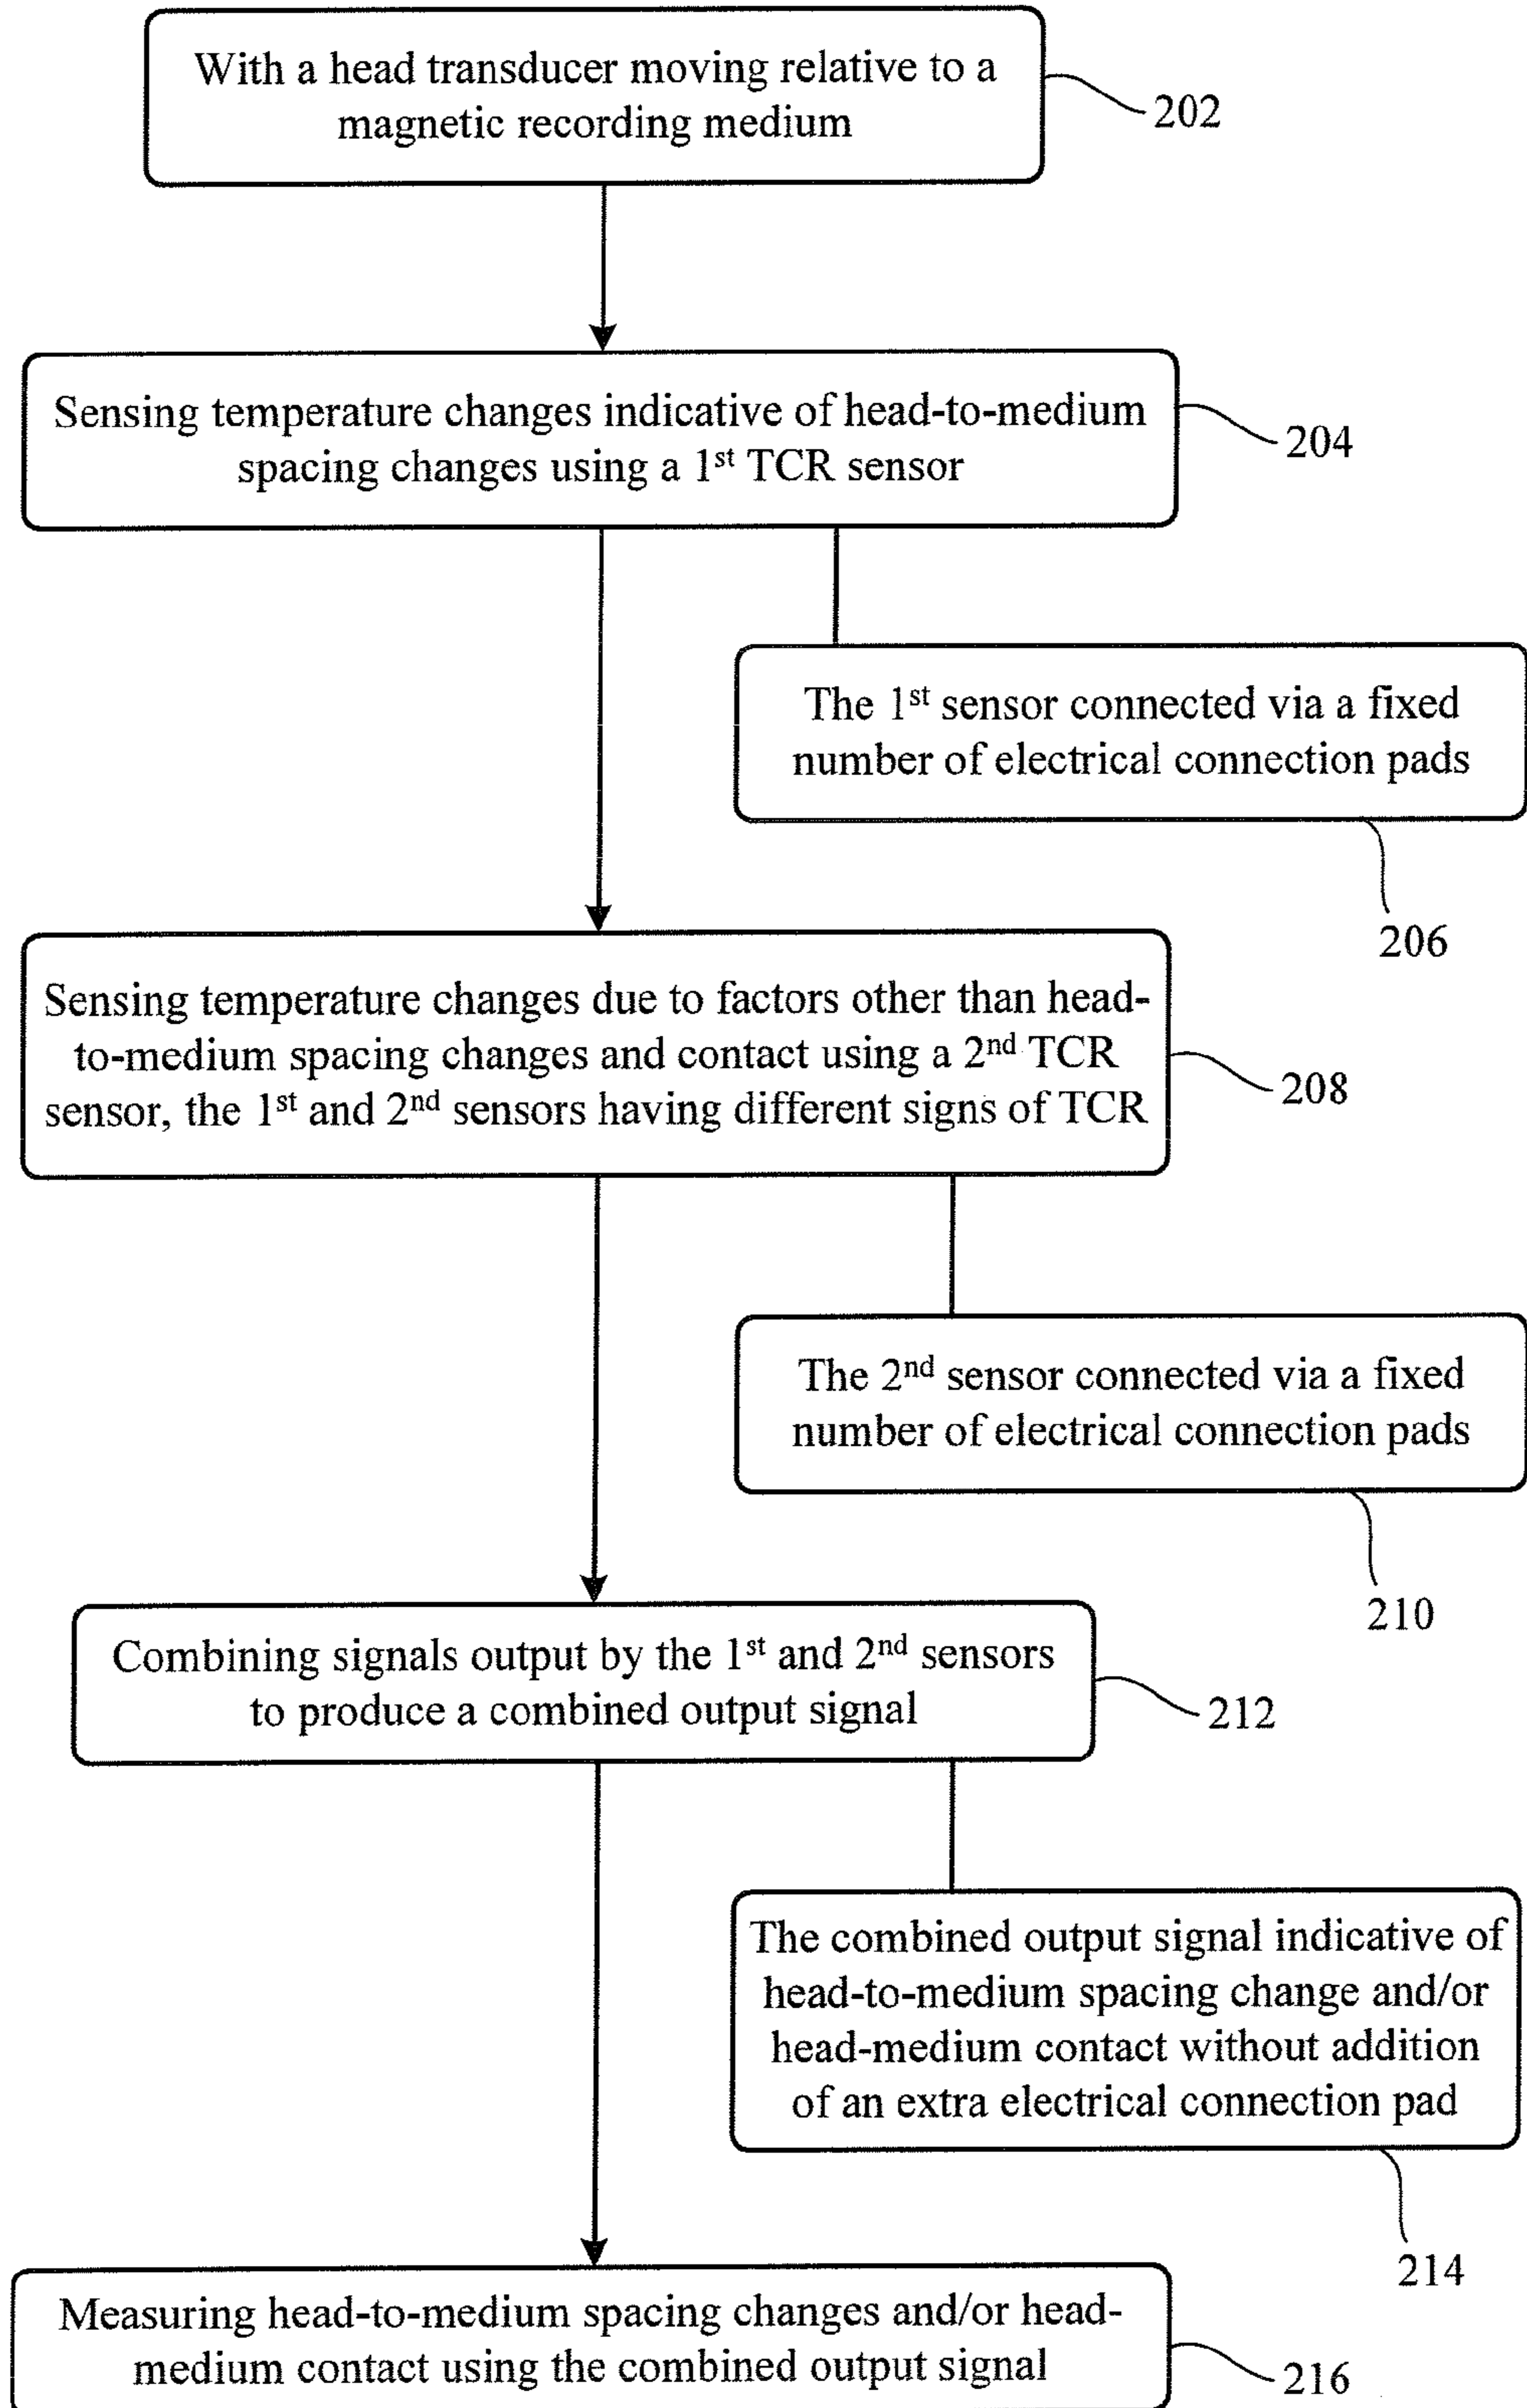 With a head transducer moving relative to a
magnetic recording medium
202
Sensing temperature changes indicative of head-to-medium
spacing changes using a 1st TCR sensor
204
The 1st sensor connected via a fixed
number of electrical connection pads
206
Sensing temperature changes due to factors other than head-
to-medium spacing changes and contact using a 2nd TCR
sensor, the 1st and 2nd sensors having different signs of TCR
208
The 2nd sensor connected via a fixed
number of electrical connection pads
210
Combining signals output by the 1st and 2nd sensors
to produce a combined output signal
212
The combined output signal indicative of
head-to-medium spacing change and/or
head-medium contact without addition
of an extra electrical connection pad
214
Measuring head-to-medium spacing changes and/or head-
medium contact using the combined output signal
216